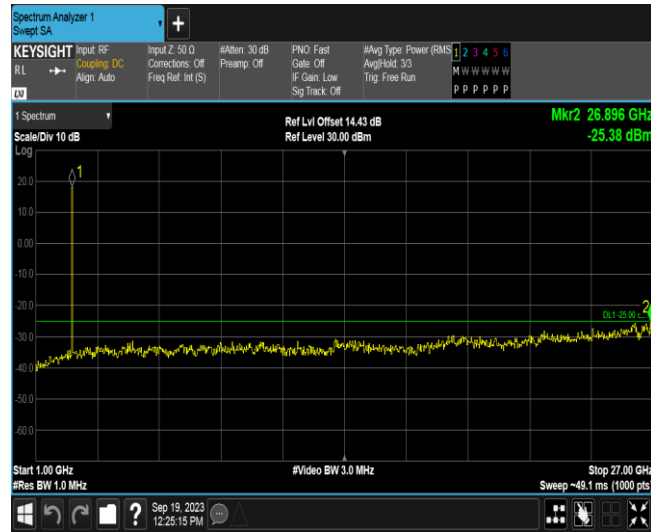 Spectrum Analyzer 1
Swept SA
KEYSIGHT
RL
LXI
Input: RF
Coupling: DC
Align: Auto
Input Z: 50 Ω
Corrections: Off
Freq Ref: Int (S)
#Atten: 30 dB
Preamp: Off
PNO: Fast
Gate: Off
IF Gain: Low
Sig Track: Off
#Avg Type: Power (RMS
Avg|Hold: 3/3
Trig: Free Run
1 2 3 4 5 6
M W W W W W
P P P P P P
1 Spectrum
Scale/Div 10 dB
Log
Ref Lvl Offset 14.43 dB
Ref Level 30.00 dBm
Mkr2 26.896 GHz
-25.38 dBm
1
20.0
10.0
0.00
-10.0
-20.0
2
DL1 -25.00 c...
-30.0
-40.0
-50.0
-60.0
Start 1.00 GHz
#Res BW 1.0 MHz
#Video BW 3.0 MHz
Stop 27.00 GHz
Sweep ~49.1 ms (1000 pts)
?
Sep 19, 2023
12:25:15 PM